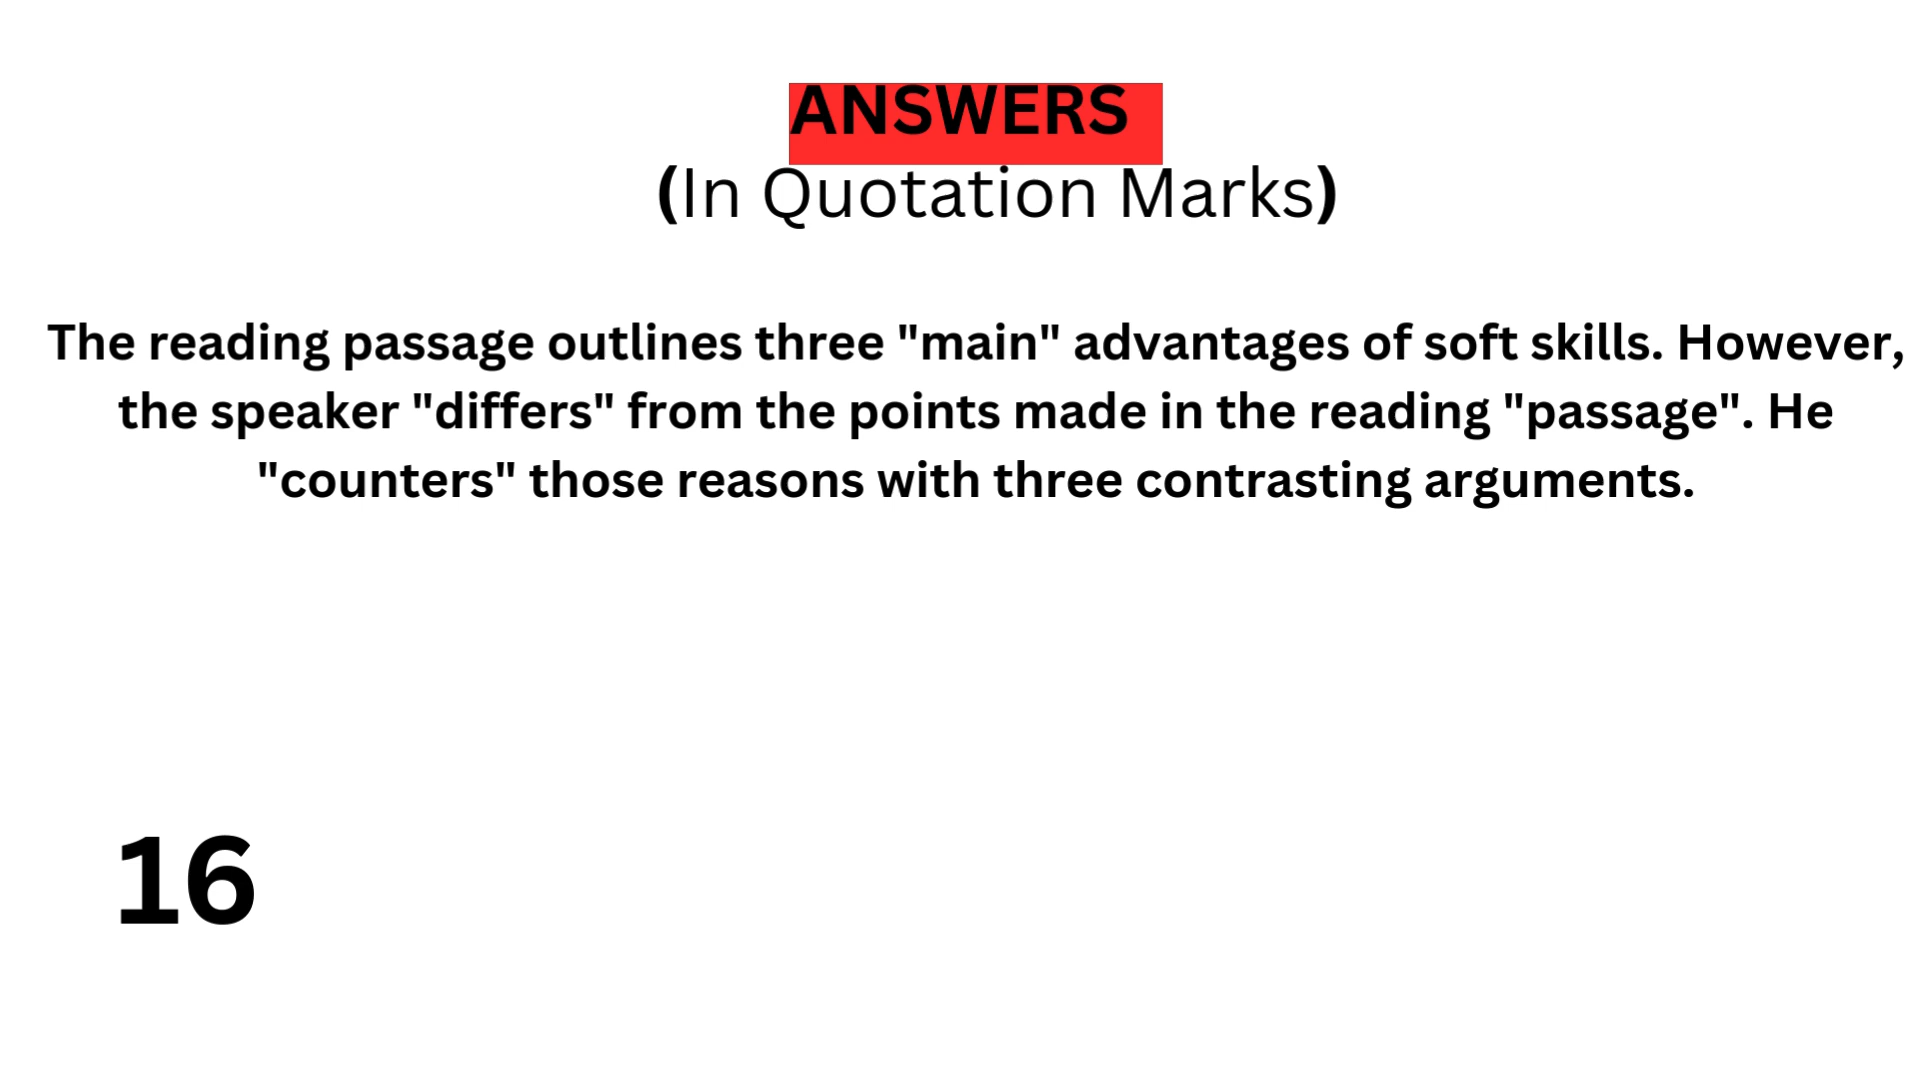 ANSWERS
(In Quotation Marks)
The reading passage outlines three "main" advantages of soft skills. However,
the speaker "differs" from the points made in the reading "passage". He
"counters" those reasons with three contrasting arguments.
16